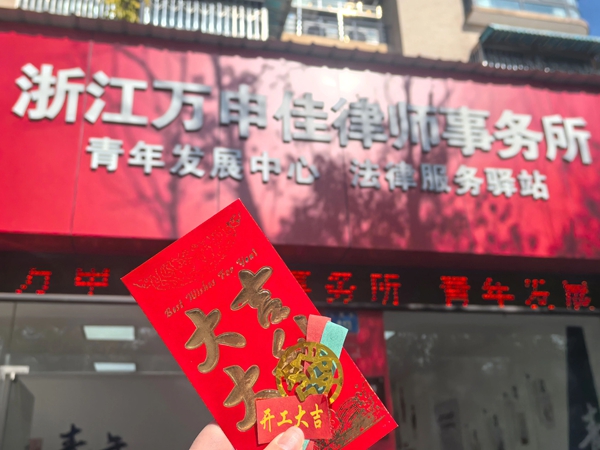 浙江万申佳律师事务所
青年发展中心 法律服务驿站
事务所 青年发展
Best Wishes For You!
大吉
大
开工大吉